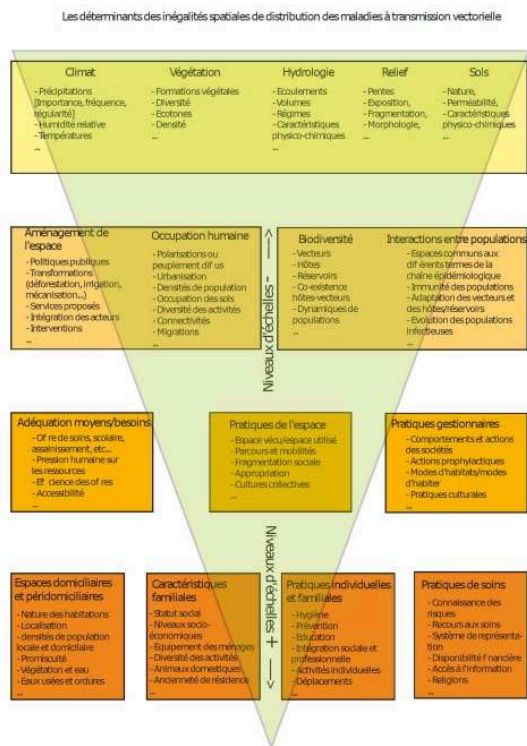 Les déterminants des inégalités spatiales de distribution des maladies à transmission vectorielle
Climat
- Précipitations
[Importance, fréquence,
régularité]
- Humidité relative
- Températures
...
Végétation
- Formations végétales
- Diversité
- Ecotones
- Densité
...
Hydrologie
- Ecoulements
- Volumes
- Régimes
- Caractéristiques
physico-chimiques
...
Relief
- Pentes
- Exposition,
- Fragmentation,
- Morphologie,
...
Sols
- Nature,
- Perméabilité,
- Caractéristiques
physico-chimiques
...
Aménagement de
l'espace
- Politiques publiques
- Transformations
(déforestation, irrigation,
mécanisation...)
- Services proposés
- Intégration des acteurs
- Interventions
...
Occupation humaine
- Polarisations ou
peuplement dif us
- Urbanisation
- Densités de population
- Occupation des sols
- Diversité des activités
- Connectivités
- Migrations
...
Niveaux d'échelles - ---->
Biodiversité
- Vecteurs
- Hôtes
- Réservoirs
- Co-existence
hôtes-vecteurs
- Dynamiques de
populations
...
Interactions entre populations
- Espaces communs aux
dif érents termes de la
chaîne épidémiologique
- Immunité des populations
- Adaptation des vecteurs et
des hôtes/réservoirs
- Evolution des populations
infectieuses
...
Adéquation moyens/besoins
- Of re de soins, scolaire,
assainissement, etc...
- Pression humaine sur
les ressources
- Ef cience des of res
- Accessibilité
...
Pratiques de l'espace
- Espace vécu/espace utilisé
- Parcours et mobilités
- Fragmentation sociale
- Appropriation
- Cultures collectives
...
Pratiques gestionnaires
- Comportements et actions
des sociétés
- Actions prophylactiques
- Modes d'habitats/modes
d'habiter
- Pratiques culturales
...
Niveaux d'échelles + ---->
Espaces domiciliaires
et péridomiciliaires
- Nature des habitations
- Localisation
- densités de population
locale et domiciliaire
- Promiscuité
- Végétation et eau
- Eaux usées et ordures
...
Caractéristiques
familiales
- Statut social
- Niveaux socio-
économiques
- Equipement des ménages
- Diversité des activités
- Animaux domestiques
- Ancienneté de résidence
...
Pratiques individuelles
et familiales
- Hygiène
- Prévention
- Education
- Intégration sociale et
professionnelle
- Activités individuelles
- Déplacements
...
Pratiques de soins
- Connaissance des
risques
- Recours aux soins
- Système de représenta-
tion
- Disponibilité f nancière
- Accès à l'information
- Religions
...